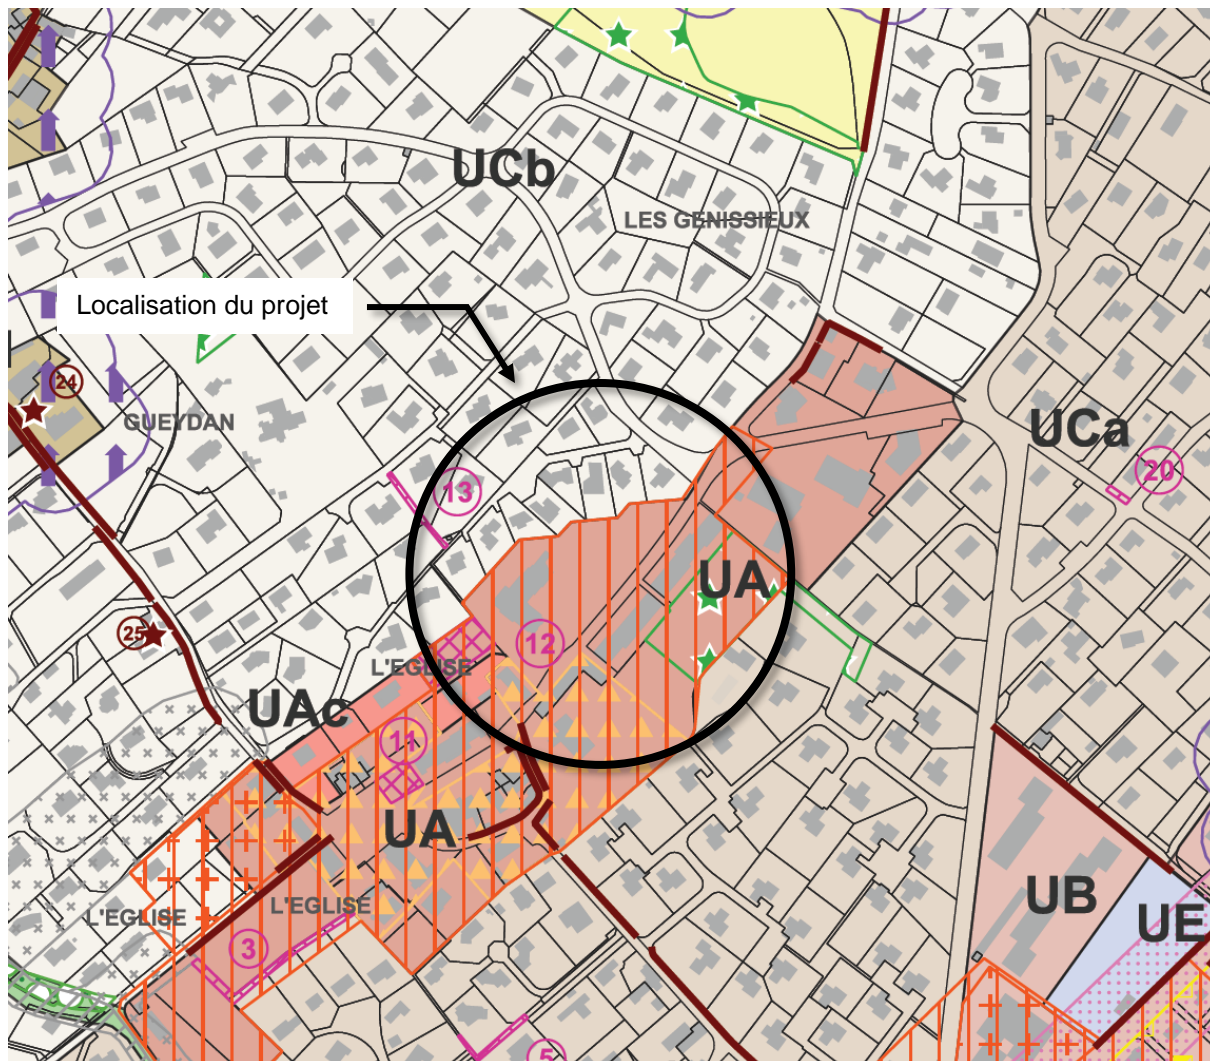 UCb
LES GENISSIEUX
Localisation du projet
24
GUEYDAN
UCa
13
20
UA
25
12
L'EGLISE
UAc
11
UA
UB
L'EGLISE
L'EGLISE
UE
3
5